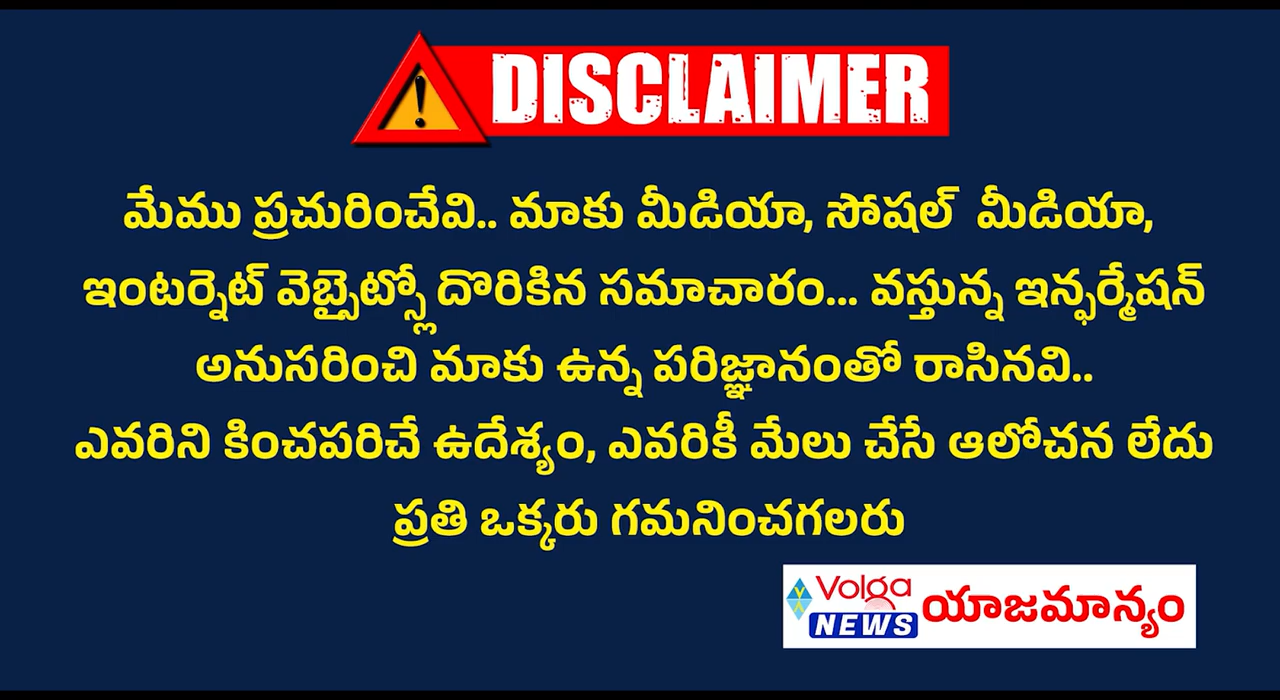 DISCLAIMER
మేము ప్రచురించేవి.. మాకు మీడియా, సోషల్ మీడియా,
ఇంటర్నెట్ వెబ్సైట్స్లో దొరికిన సమాచారం... వస్తున్న ఇన్ఫర్మేషన్
అనుసరించి మాకు ఉన్న పరిజ్ఞానంతో రాసినవి..
ఎవరిని కించపరిచే ఉదేశ్యం, ఎవరికీ మేలు చేసే ఆలోచన లేదు
ప్రతి ఒక్కరు గమనించగలరు
Volga
NEWS యాజమాన్యం